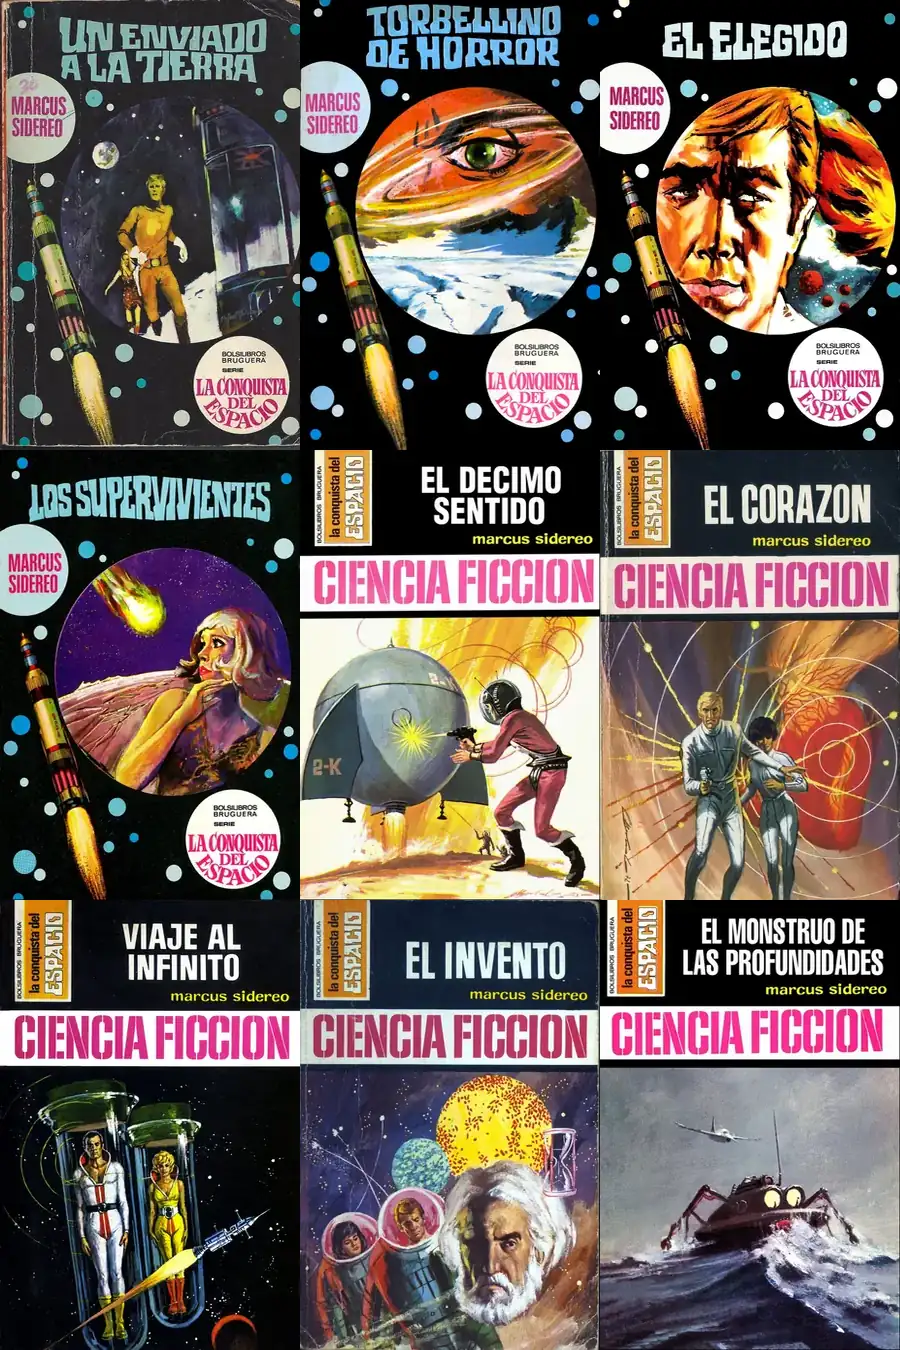 UN ENVIADO
A LA TIERRA
MARCUS
SIDEREO
BOLSILIBROS
BRUGUERA
SERIE
LA CONQUISTA
DEL
ESPACIO
TORBELLINO
DE HORROR
MARCUS
SIDEREO
BOLSILIBROS
BRUGUERA
SERIE
LA CONQUISTA
DEL
ESPACIO
EL ELEGIDO
MARCUS
SIDEREO
BOLSILIBROS
BRUGUERA
SERIE
LA CONQUISTA
DEL
ESPACIO
LOS SUPERVIVIENTES
MARCUS
SIDEREO
BOLSILIBROS
BRUGUERA
SERIE
LA CONQUISTA
DEL
ESPACIO
BOLSILIBROS BRUGUERA
la conquista del
ESPACIO
EL DECIMO
SENTIDO
marcus sidereo
CIENCIA FICCION
2-K
BOLSILIBROS BRUGUERA
la conquista del
ESPACIO
EL CORAZON
marcus sidereo
CIENCIA FICCION
BOLSILIBROS BRUGUERA
la conquista del
ESPACIO
VIAJE AL
INFINITO
marcus sidereo
CIENCIA FICCION
BOLSILIBROS BRUGUERA
la conquista del
ESPACIO
EL INVENTO
marcus sidereo
CIENCIA FICCION
BOLSILIBROS BRUGUERA
la conquista del
ESPACIO
EL MONSTRUO DE
LAS PROFUNDIDADES
marcus sidereo
CIENCIA FICCION